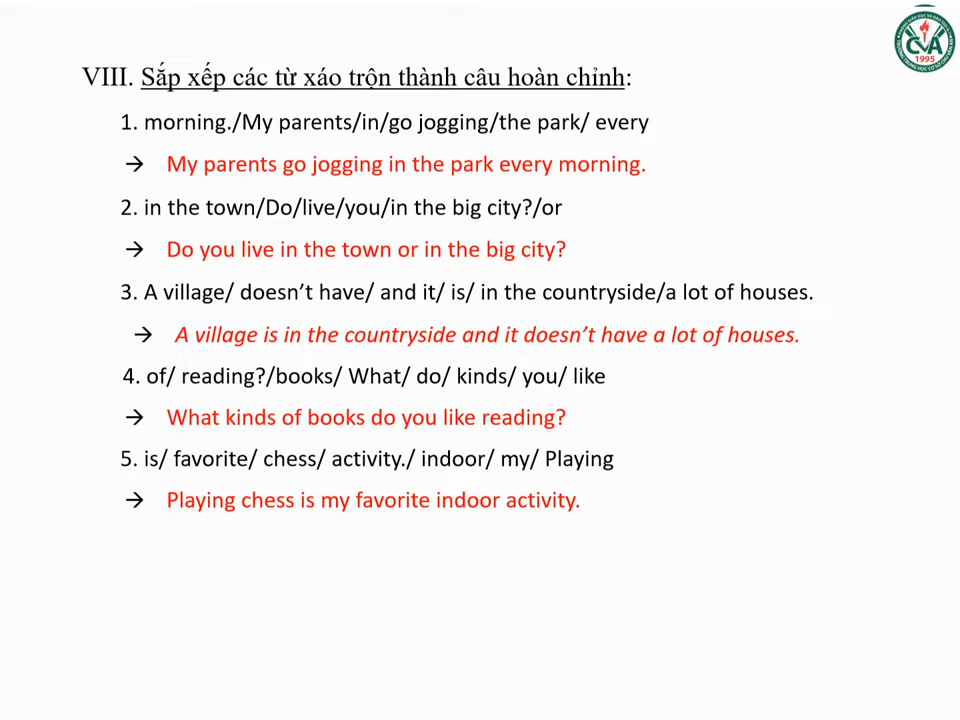 VIII. Sắp xếp các từ xáo trộn thành câu hoàn chỉnh:
1. morning./My parents/in/go jogging/the park/ every
→ My parents go jogging in the park every morning.
2. in the town/Do/live/you/in the big city?/or
→ Do you live in the town or in the big city?
3. A village/ doesn’t have/ and it/ is/ in the countryside/a lot of houses.
→ A village is in the countryside and it doesn’t have a lot of houses.
4. of/ reading?/books/ What/ do/ kinds/ you/ like
→ What kinds of books do you like reading?
5. is/ favorite/ chess/ activity./ indoor/ my/ Playing
→ Playing chess is my favorite indoor activity.
CVA
1995